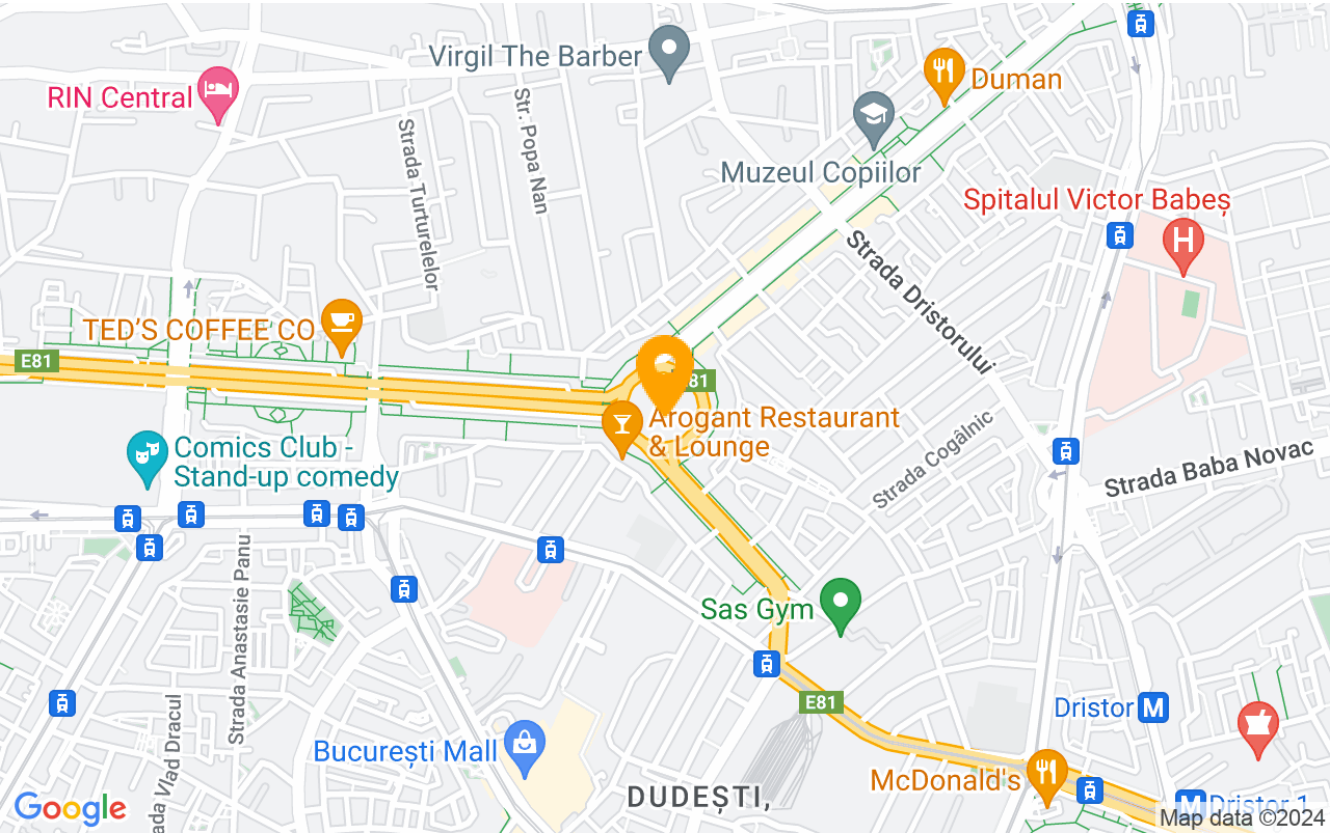 Virgil The Barber
Duman
RIN Central
Str. Popa Nan
Strada Turturelelor
Muzeul Copiilor
Spitalul Victor Babeș
H
Strada Dristorului
TED'S COFFEE CO
E81
81
Arogant Restaurant
& Lounge
Comics Club -
Stand-up comedy
Strada Cogâlnic
Strada Baba Novac
Strada Anastasie Panu
Sas Gym
ada Vlad Dracul
E81
Dristor M
București Mall
McDonald's
DUDEȘTI,
M Dristor 1
Google
Map data ©2024